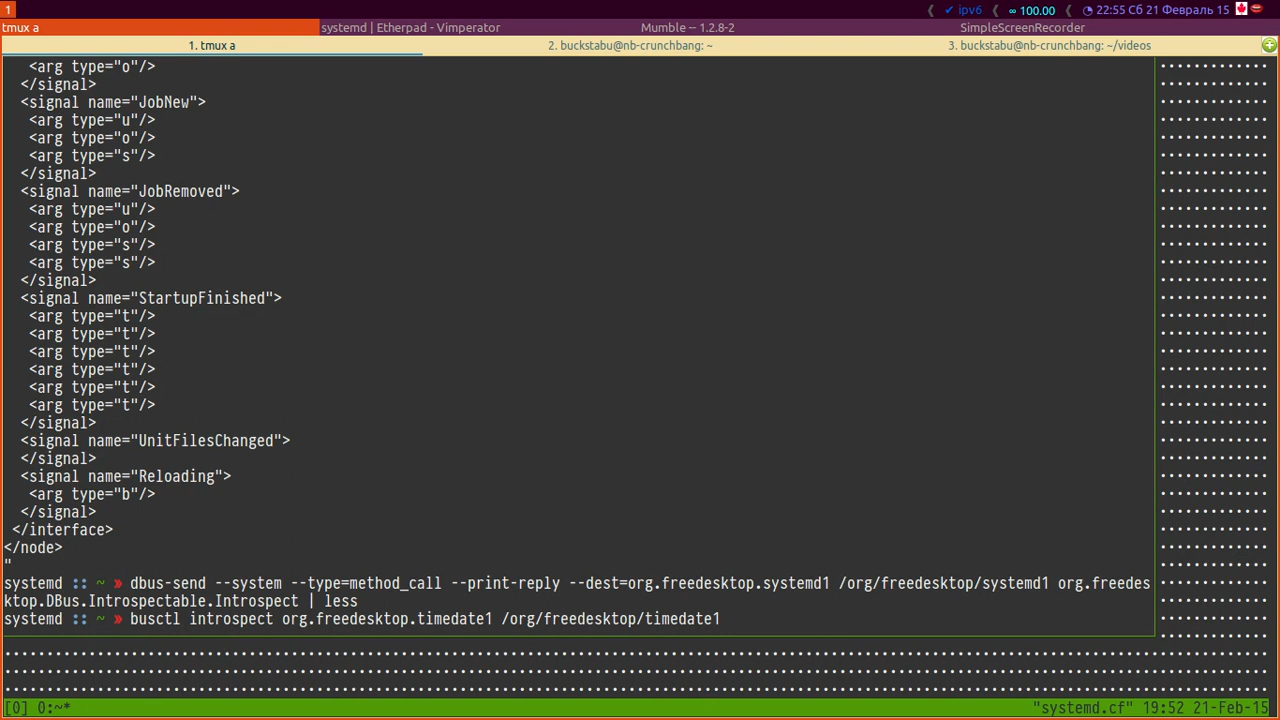 1
❰ ✔ ipv6 ❰ ∞ 100.00 ❰ 22:55 Сб 21 Февраль 15
tmux a
systemd | Etherpad - Vimperator
Mumble -- 1.2.8-2
SimpleScreenRecorder
1. tmux a
2. buckstabu@nb-crunchbang: ~
3. buckstabu@nb-crunchbang: ~/videos
<arg type="o"/>
</signal>
<signal name="JobNew">
<arg type="u"/>
<arg type="o"/>
<arg type="s"/>
</signal>
<signal name="JobRemoved">
<arg type="u"/>
<arg type="o"/>
<arg type="s"/>
<arg type="s"/>
</signal>
<signal name="StartupFinished">
<arg type="t"/>
<arg type="t"/>
<arg type="t"/>
<arg type="t"/>
<arg type="t"/>
<arg type="t"/>
</signal>
<signal name="UnitFilesChanged">
</signal>
<signal name="Reloading">
<arg type="b"/>
</signal>
</interface>
</node>
"
systemd :: ~ » dbus-send --system --type=method_call --print-reply --dest=org.freedesktop.systemd1 /org/freedesktop/systemd1 org.freedes
ktop.DBus.Introspectable.Introspect | less
systemd :: ~ » busctl introspect org.freedesktop.timedate1 /org/freedesktop/timedate1
[0] 0:~*
"systemd.cf" 19:52 21-Feb-15